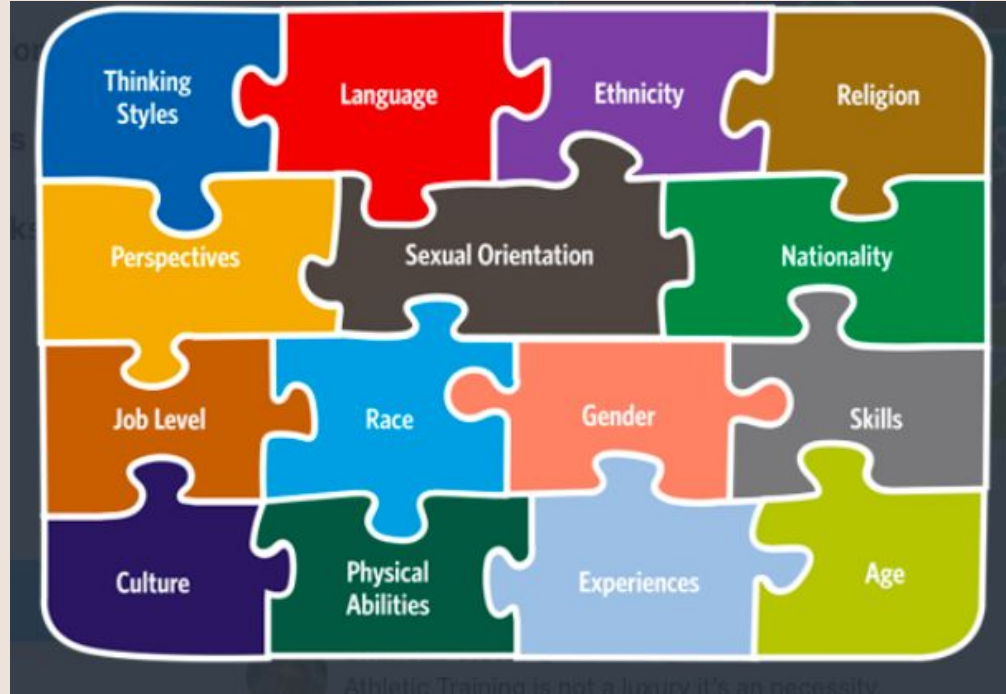 Thinking
Styles
Language
Ethnicity
Religion
Perspectives
Sexual Orientation
Nationality
Job Level
Race
Gender
Skills
Culture
Physical
Abilities
Experiences
Age
Athletic Training is not a luxury it's an necessity